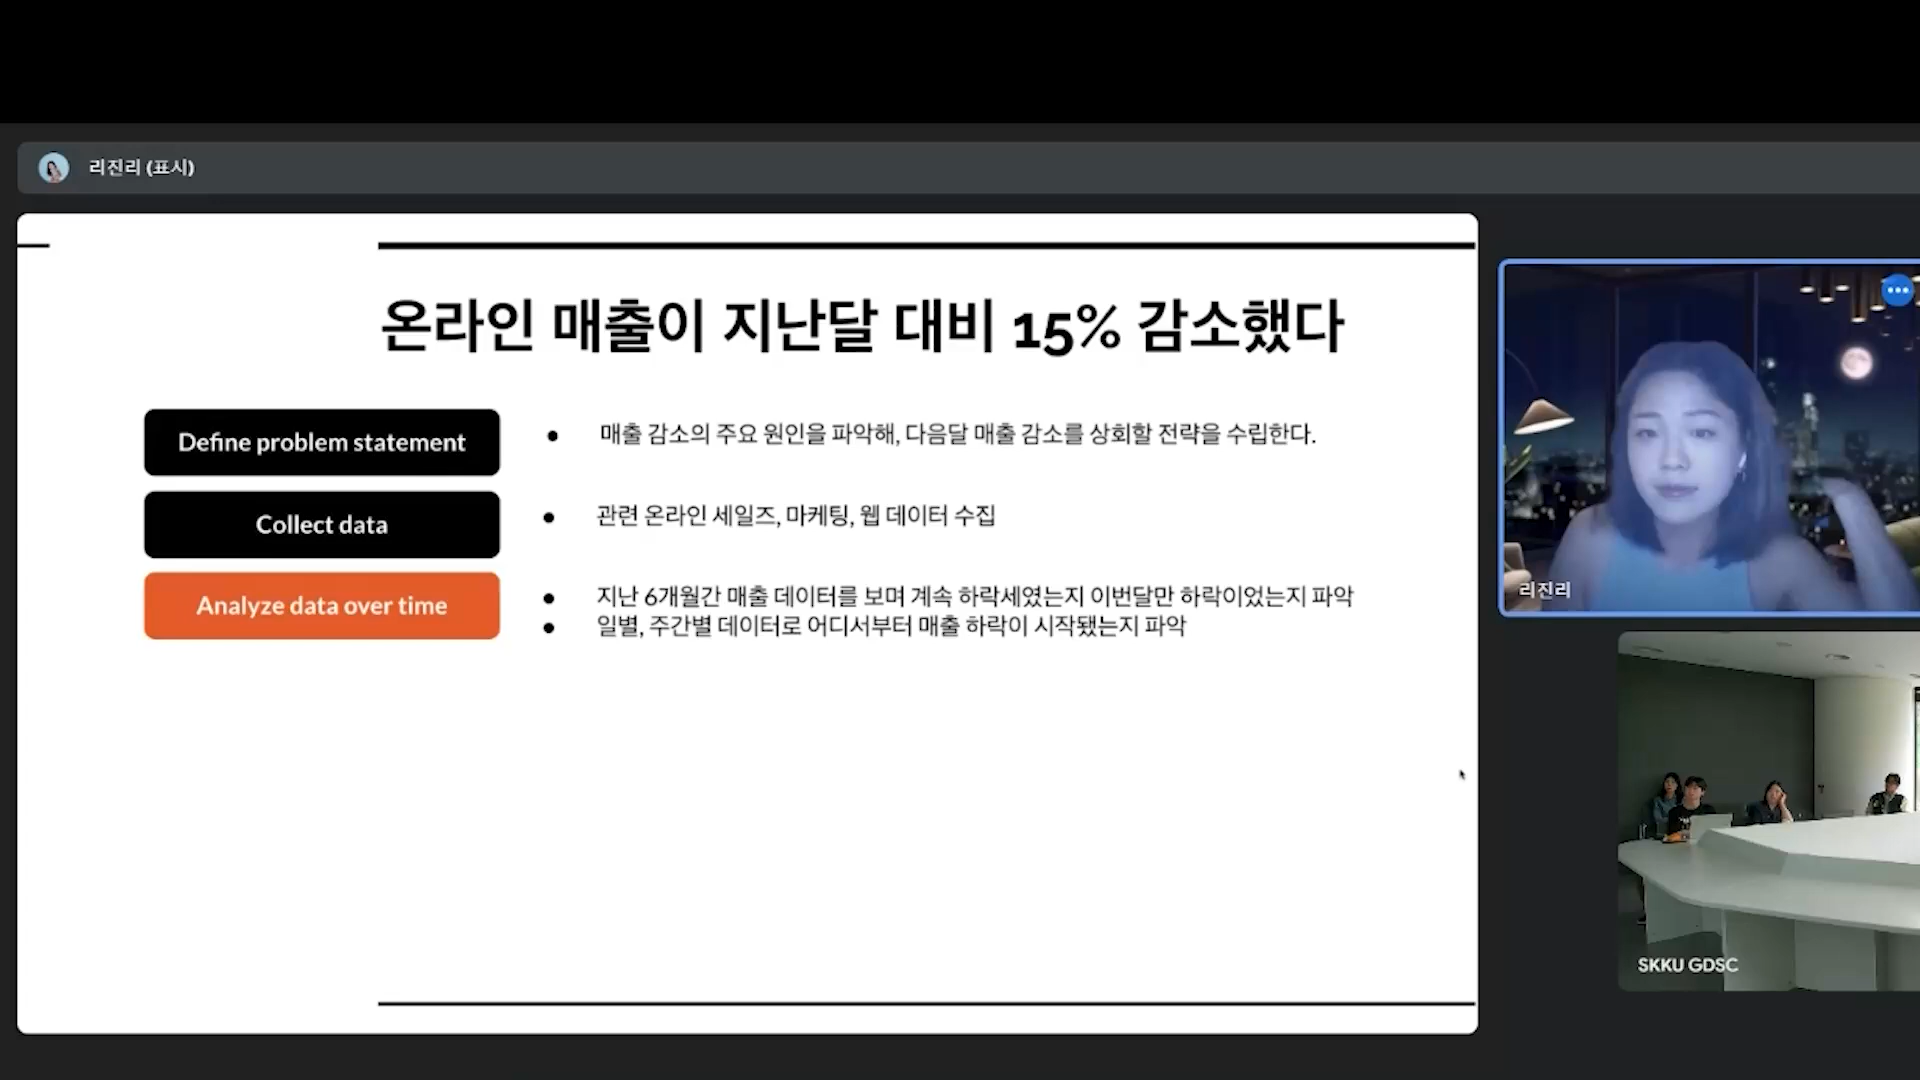 리진리 (표시)
온라인 매출이 지난달 대비 15% 감소했다
Define problem statement
● 매출 감소의 주요 원인을 파악해, 다음달 매출 감소를 상회할 전략을 수립한다.
Collect data
● 관련 온라인 세일즈, 마케팅, 웹 데이터 수집
Analyze data over time
● 지난 6개월간 매출 데이터를 보며 계속 하락세였는지 이번달만 하락이었는지 파악
● 일별, 주간별 데이터로 어디서부터 매출 하락이 시작됐는지 파악
리진리
SKKU GDSC